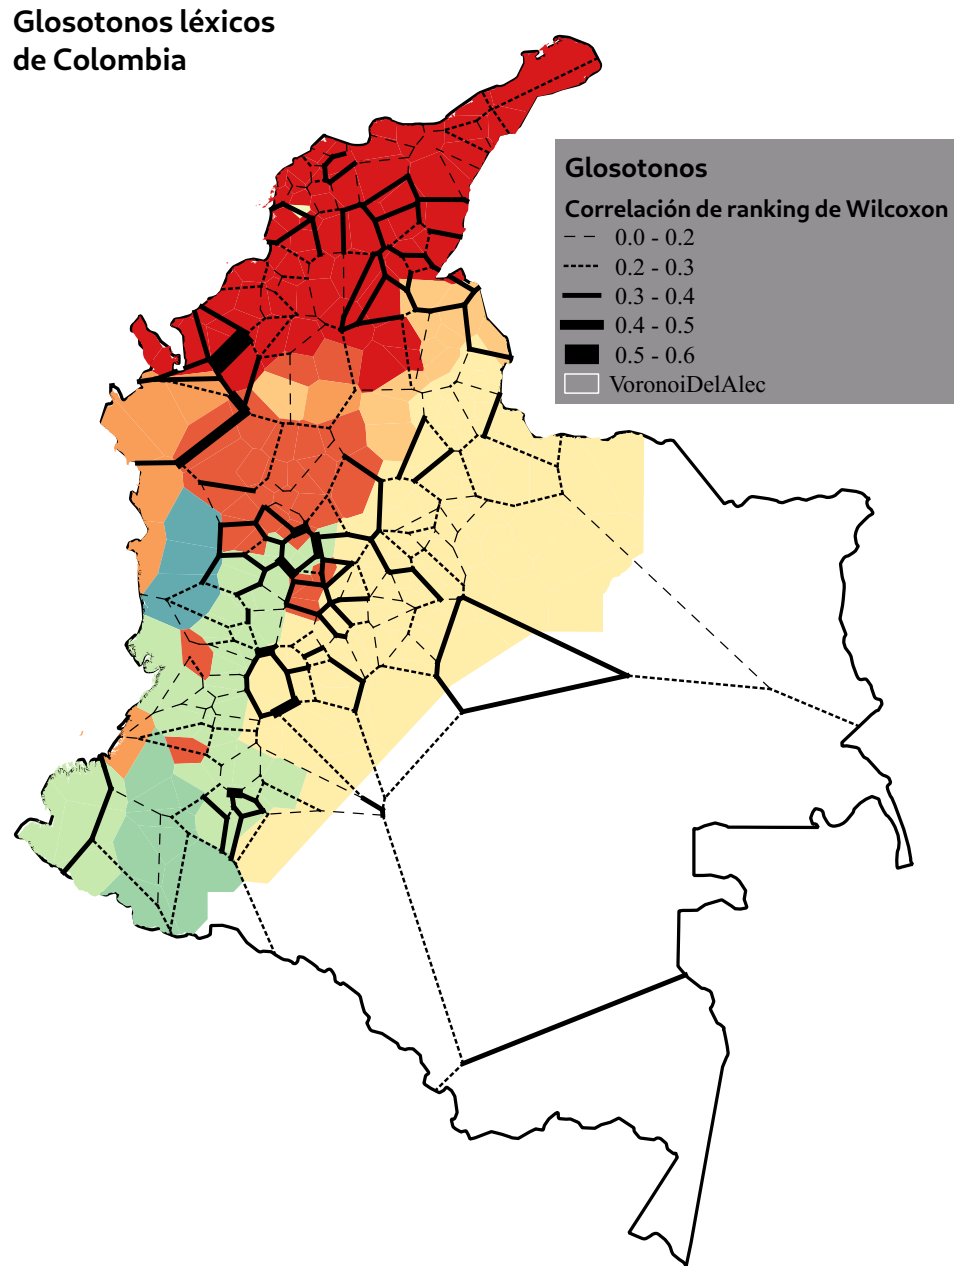 Glosotonos léxicos
de Colombia
Glosotonos
Correlación de ranking de Wilcoxon
0.0 - 0.2
0.2 - 0.3
0.3 - 0.4
0.4 - 0.5
0.5 - 0.6
VoronoiDelAlec